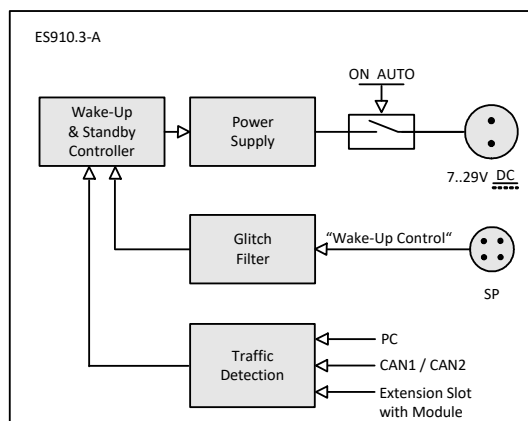 ES910.3-A
ON AUTO
Wake-Up
& Standby
Controller
Power
Supply
7..29V DC
Glitch
Filter
“Wake-Up Control“
SP
Traffic
Detection
PC
CAN1 / CAN2
Extension Slot
with Module